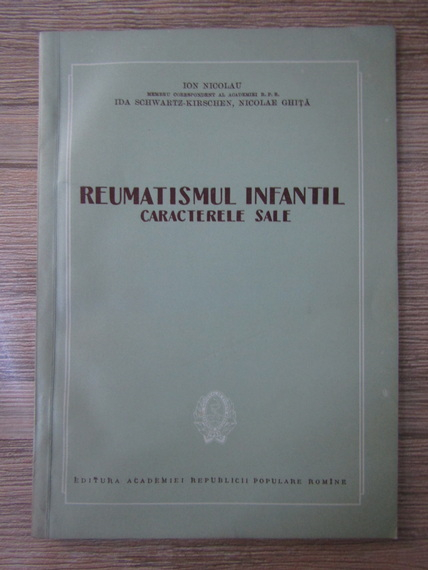 ION NICOLAU
MEMBRU CORESPONDENT AL ACADEMIEI R.P.R.
IDA SCHWARTZ-KIRSCHEN, NICOLAE GHIȚĂ
REUMATISMUL INFANTIL
CARACTERELE SALE
EDITURA ACADEMIEI REPUBLICII POPULARE ROMÎNE